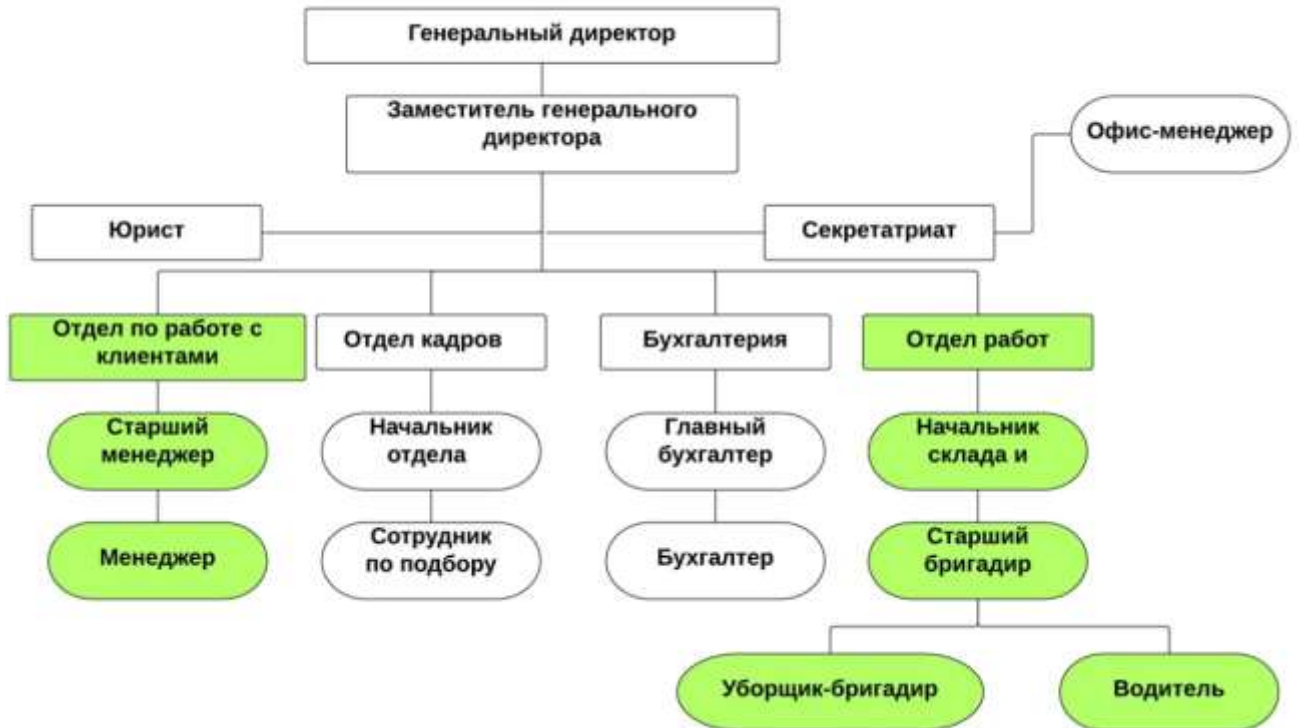 Генеральный директор
Заместитель генерального
директора
Офис-менеджер
Юрист
Секретатриат
Отдел по работе с
клиентами
Отдел кадров
Бухгалтерия
Отдел работ
Старший
менеджер
Начальник
отдела
Главный
бухгалтер
Начальник
склада и
Менеджер
Сотрудник
по подбору
Бухгалтер
Старший
бригадир
Уборщик-бригадир
Водитель